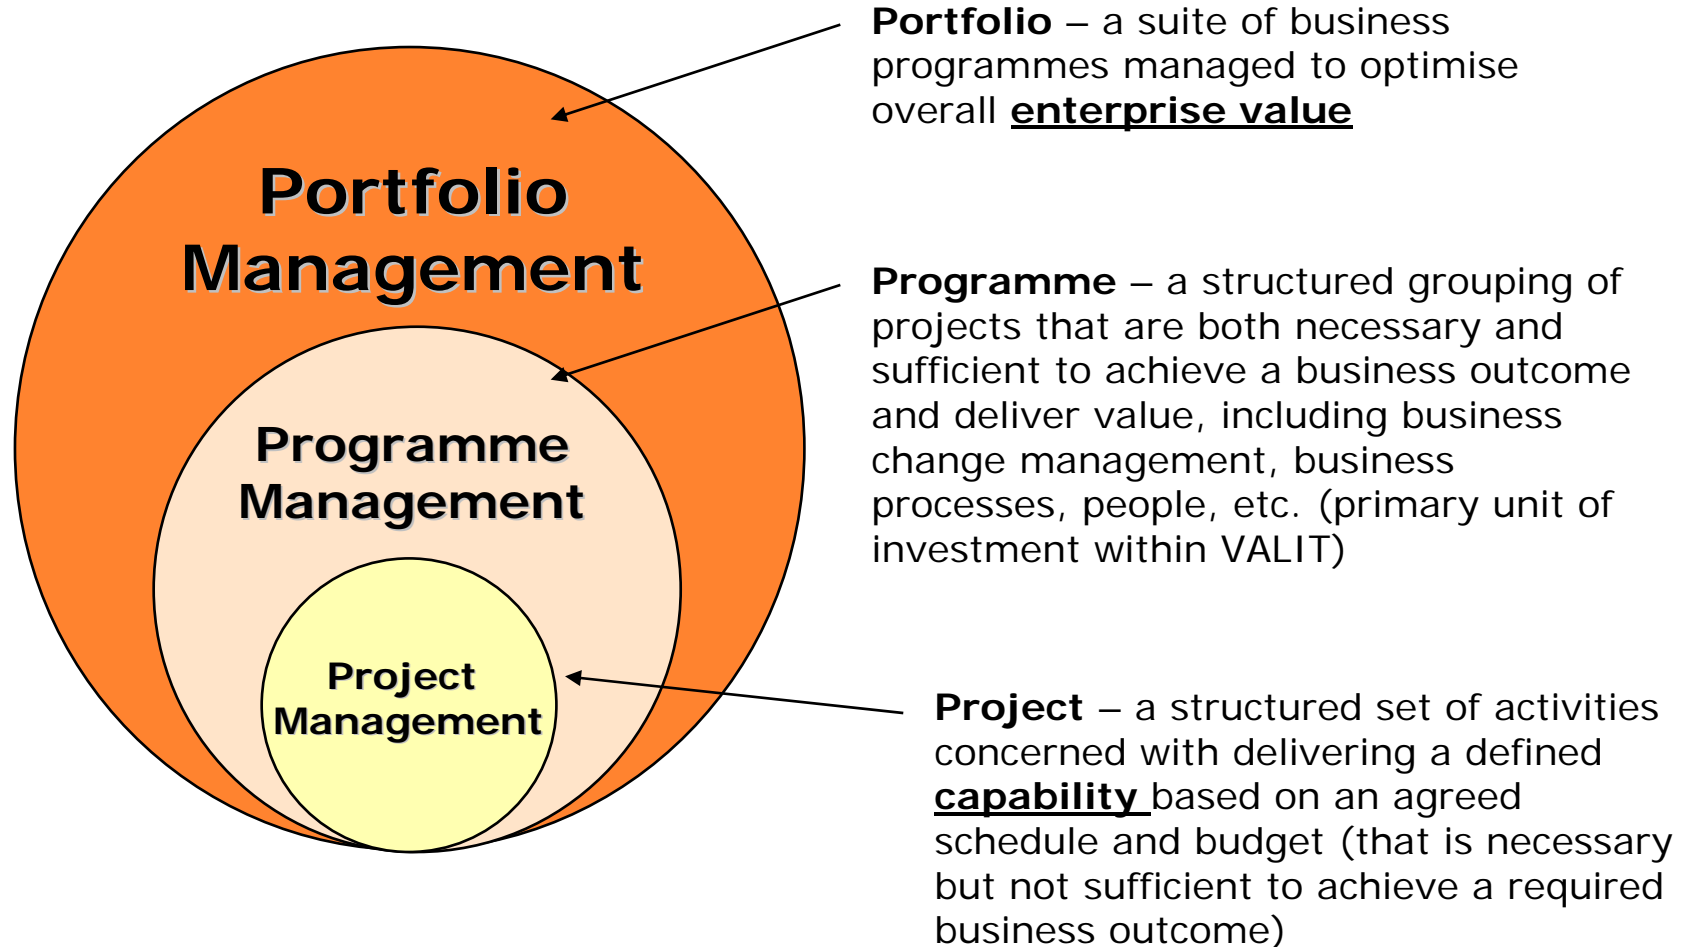 Portfolio – a suite of business
programmes managed to optimise
overall enterprise value
Portfolio
Management
Programme – a structured grouping of
projects that are both necessary and
sufficient to achieve a business outcome
and deliver value, including business
change management, business
processes, people, etc. (primary unit of
investment within VALIT)
Programme
Management
Project
Management
Project – a structured set of activities
concerned with delivering a defined
capability based on an agreed
schedule and budget (that is necessary
but not sufficient to achieve a required
business outcome)